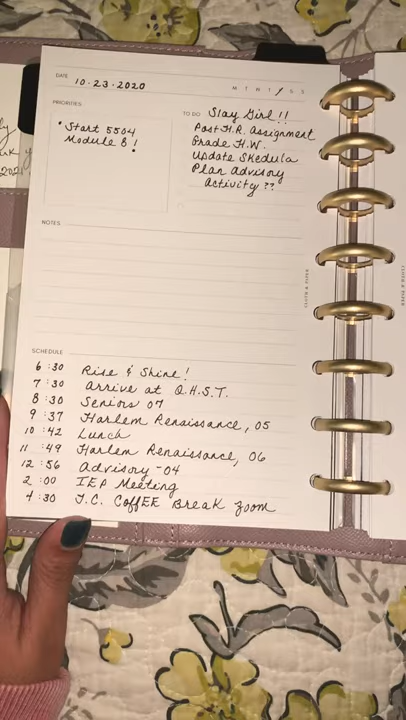 DATE 10.23.2020
M T W T F S S
PRIORITIES
• Start 5504
Module 8!
TO DO Slay Girl!!
Post H.R. Assignment
Grade H.W.
Update Skedula
Plan advisory
Activity??
NOTES
SCHEDULE
6:30 Rise & Shine!
7:30 Arrive at Q.H.S.T.
8:30 Seniors 07
9:37 Harlem Renaissance, 05
10:42 Lunch
11:49 Harlem Renaissance, 06
12:56 Advisory-04
2:00 IEP Meeting
4:30 T.C. CoffEE Break Zoom
CLOTH & PAPER